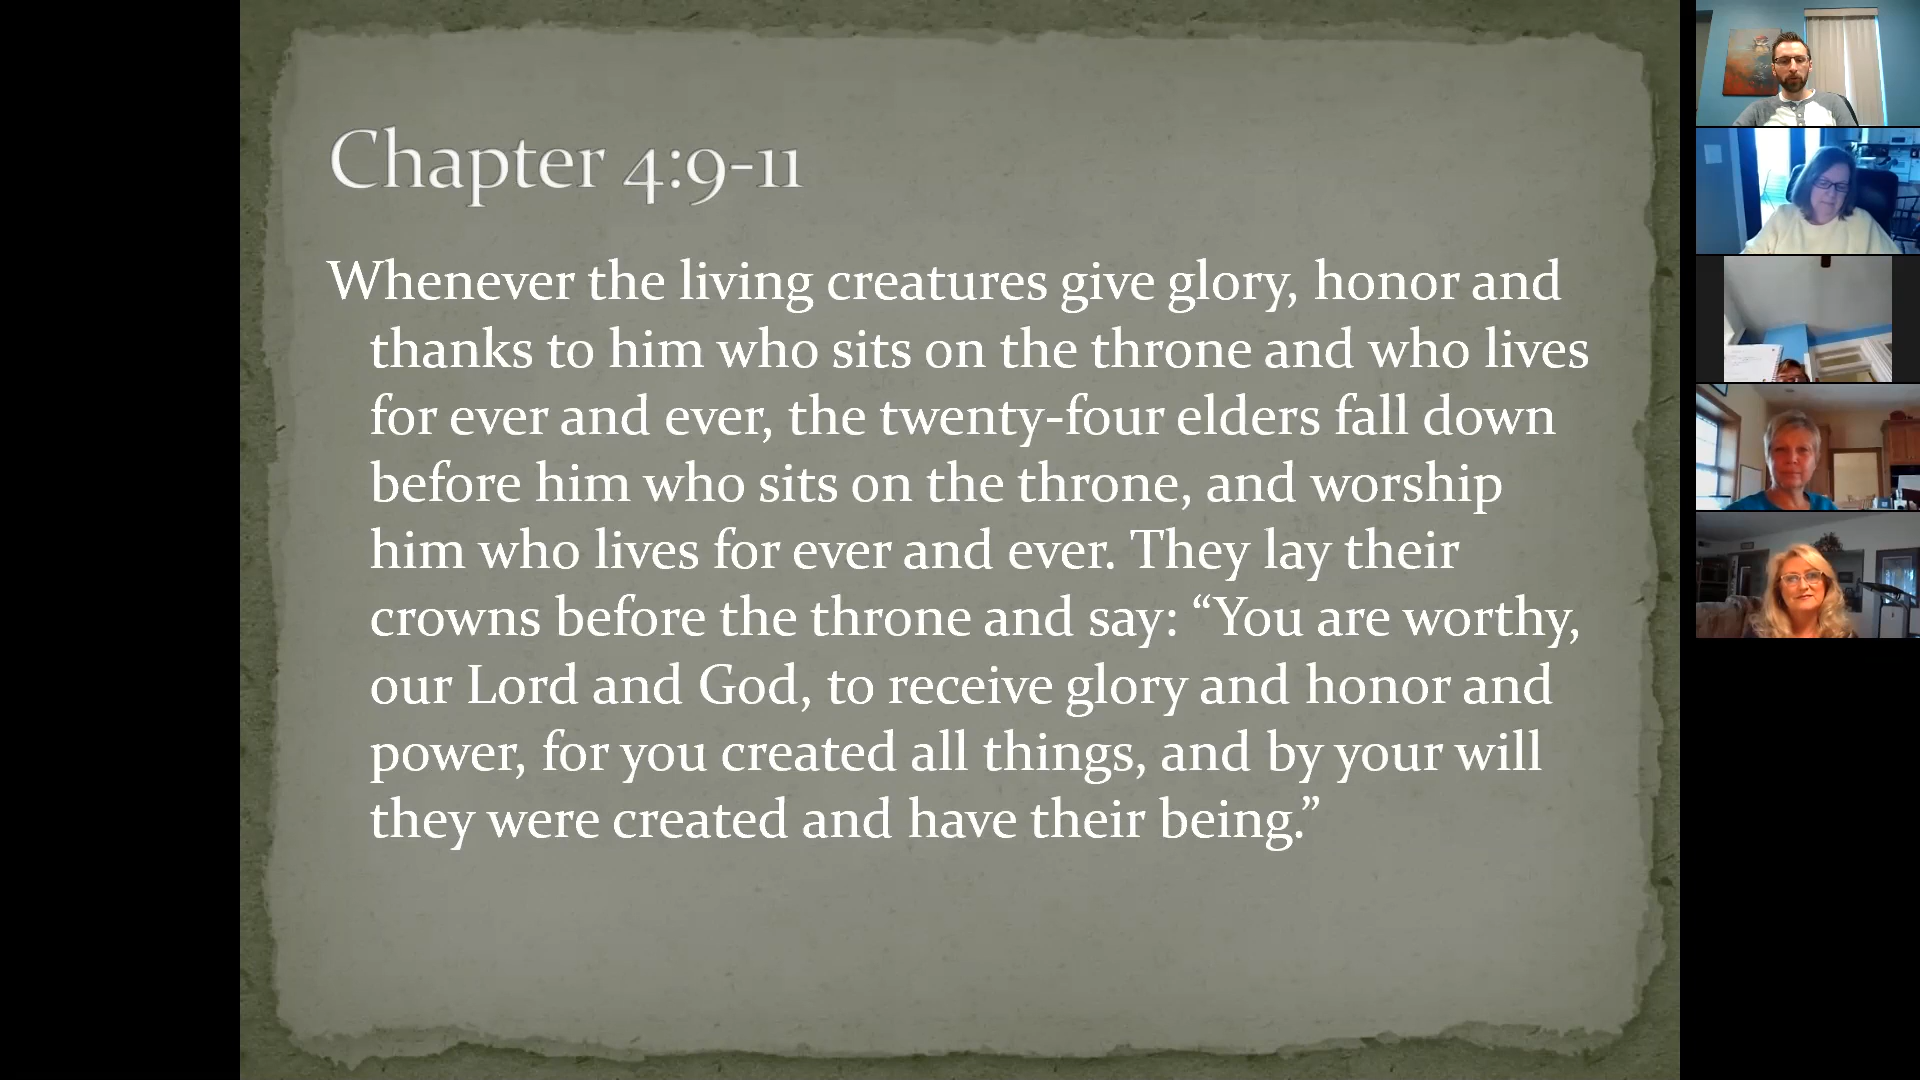 Chapter 4:9-11
Whenever the living creatures give glory, honor and
thanks to him who sits on the throne and who lives
for ever and ever, the twenty-four elders fall down
before him who sits on the throne, and worship
him who lives for ever and ever. They lay their
crowns before the throne and say: “You are worthy,
our Lord and God, to receive glory and honor and
power, for you created all things, and by your will
they were created and have their being.”